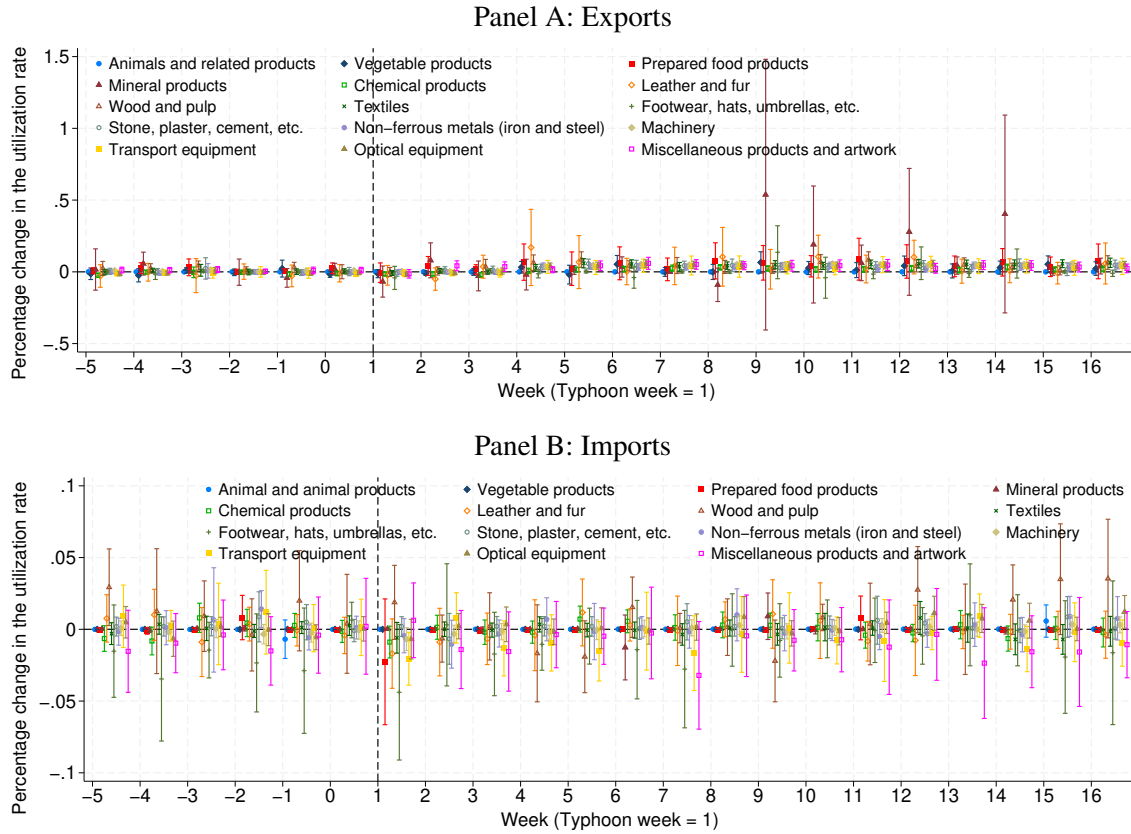 Panel A: Exports
Percentage change in the utilization rate
1.5
1
.5
0
−.5
Animals and related products Vegetable products Prepared food products
Mineral products Chemical products Leather and fur
Wood and pulp Textiles Footwear, hats, umbrellas, etc.
Stone, plaster, cement, etc. Non−ferrous metals (iron and steel) Machinery
Transport equipment Optical equipment Miscellaneous products and artwork
−5 −4 −3 −2 −1 0 1 2 3 4 5 6 7 8 9 10 11 12 13 14 15 16
Week (Typhoon week = 1)
Panel B: Imports
Percentage change in the utilization rate
.1
.05
0
−.05
−.1
Animal and animal products Vegetable products Prepared food products Mineral products
Chemical products Leather and fur Wood and pulp Textiles
Footwear, hats, umbrellas, etc. Stone, plaster, cement, etc. Non−ferrous metals (iron and steel) Machinery
Transport equipment Optical equipment Miscellaneous products and artwork
−5 −4 −3 −2 −1 0 1 2 3 4 5 6 7 8 9 10 11 12 13 14 15 16
Week (Typhoon week = 1)